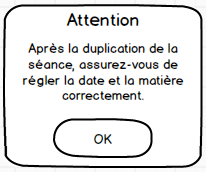 Attention
Après la duplication de la
séance, assurez-vous de
régler la date et la matière
correctement.
OK